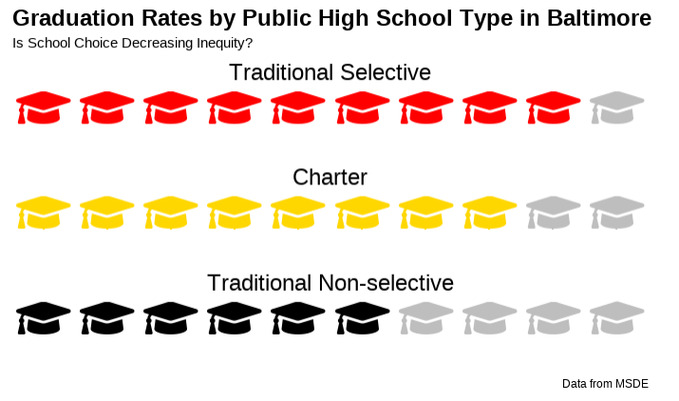 Graduation Rates by Public High School Type in Baltimore
Is School Choice Decreasing Inequity?
Traditional Selective
Charter
Traditional Non-selective
Data from MSDE